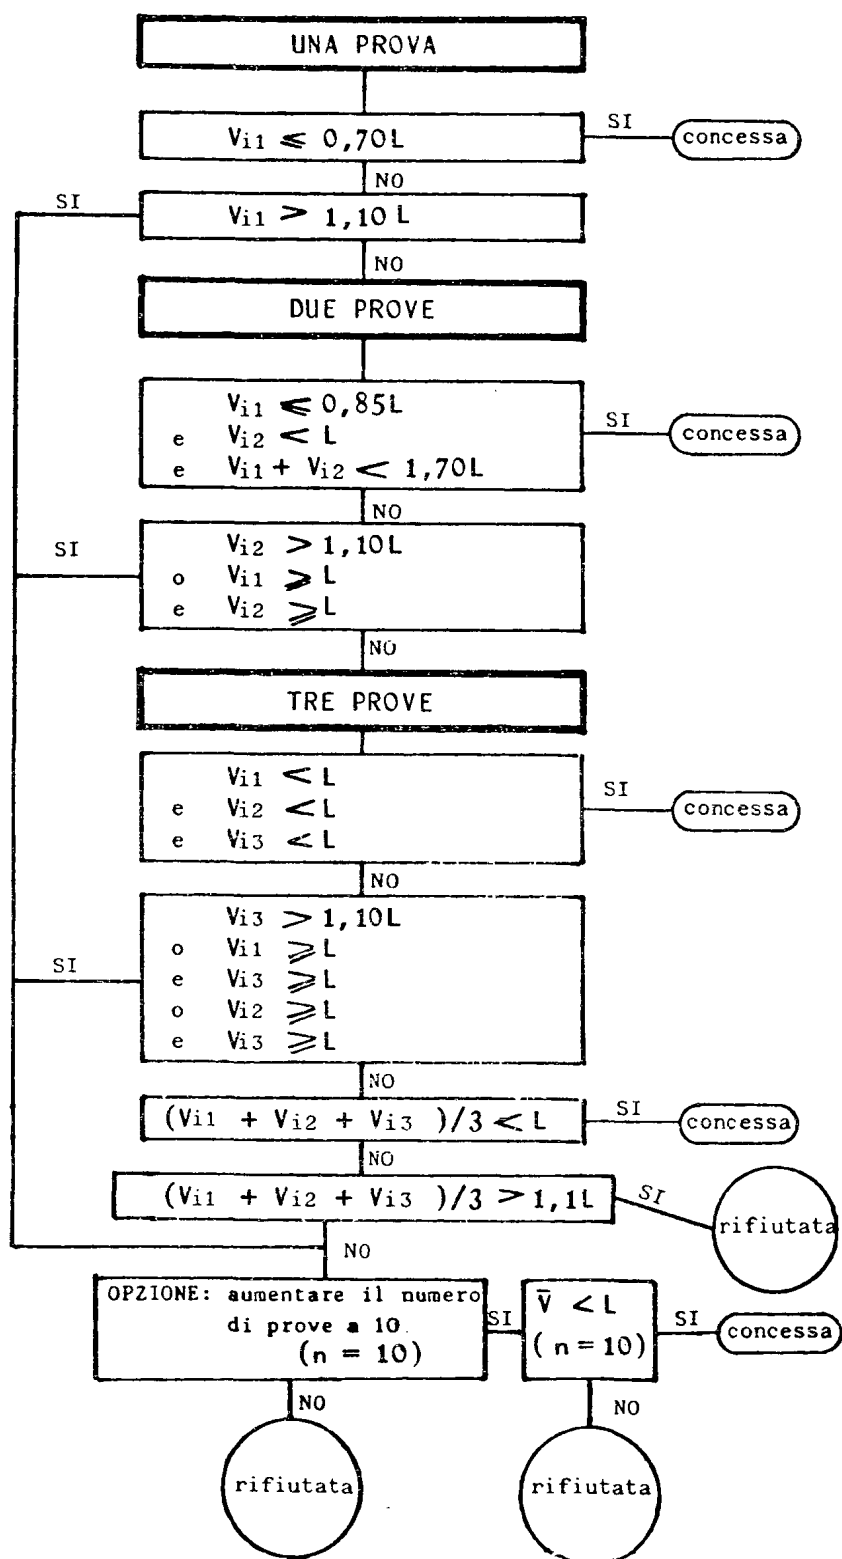 UNA PROVA
Vi1 ⩽ 0,70L
SI
concessa
NO
SI
Vi1 > 1,10 L
NO
DUE PROVE
Vi1 ⩽ 0,85L
e Vi2 < L
e Vi1 + Vi2 < 1,70L
SI
concessa
NO
SI
Vi2 > 1,10L
o Vi1 ⩾ L
e Vi2 ⩾ L
NO
TRE PROVE
Vi1 < L
e Vi2 < L
e Vi3 < L
SI
concessa
NO
SI
Vi3 > 1,10L
o Vi1 ⩾ L
e Vi3 ⩾ L
o Vi2 ⩾ L
e Vi3 ⩾ L
NO
(Vi1 + Vi2 + Vi3 )/3 < L
SI
concessa
NO
(Vi1 + Vi2 + Vi3 )/3 > 1,1L
SI
rifiutata
NO
OPZIONE: aumentare il numero
di prove a 10
(n = 10)
SI
V̄ < L
( n = 10)
SI
concessa
NO
NO
rifiutata
rifiutata